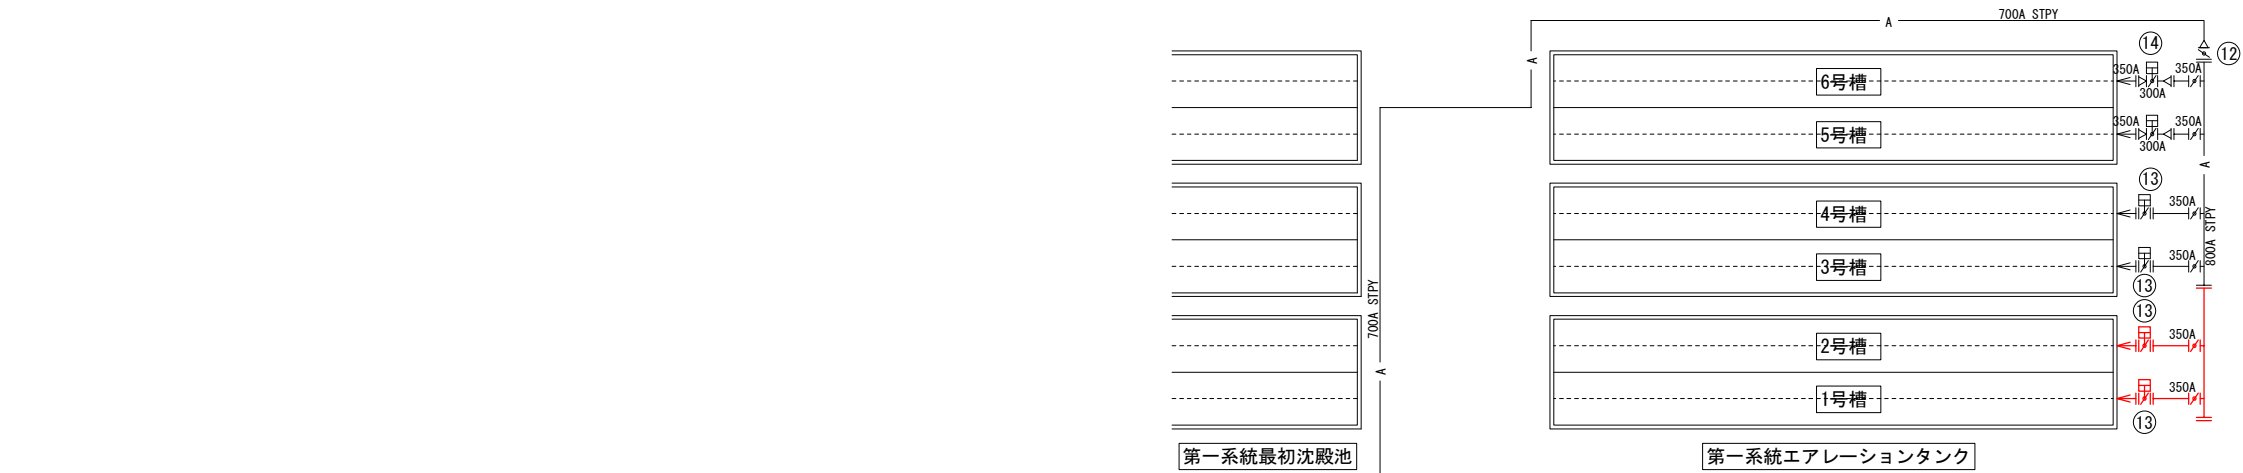 700A STPY
A
⑭
⑫
A
350A
350A
6号槽
300A
350A
350A
5号槽
300A
A
⑬
350A
4号槽
800A STPY
350A
3号槽
⑬
700A STPY
⑬
350A
2号槽
A
350A
1号槽
⑬
第一系統最初沈殿池
第一系統エアレーションタンク